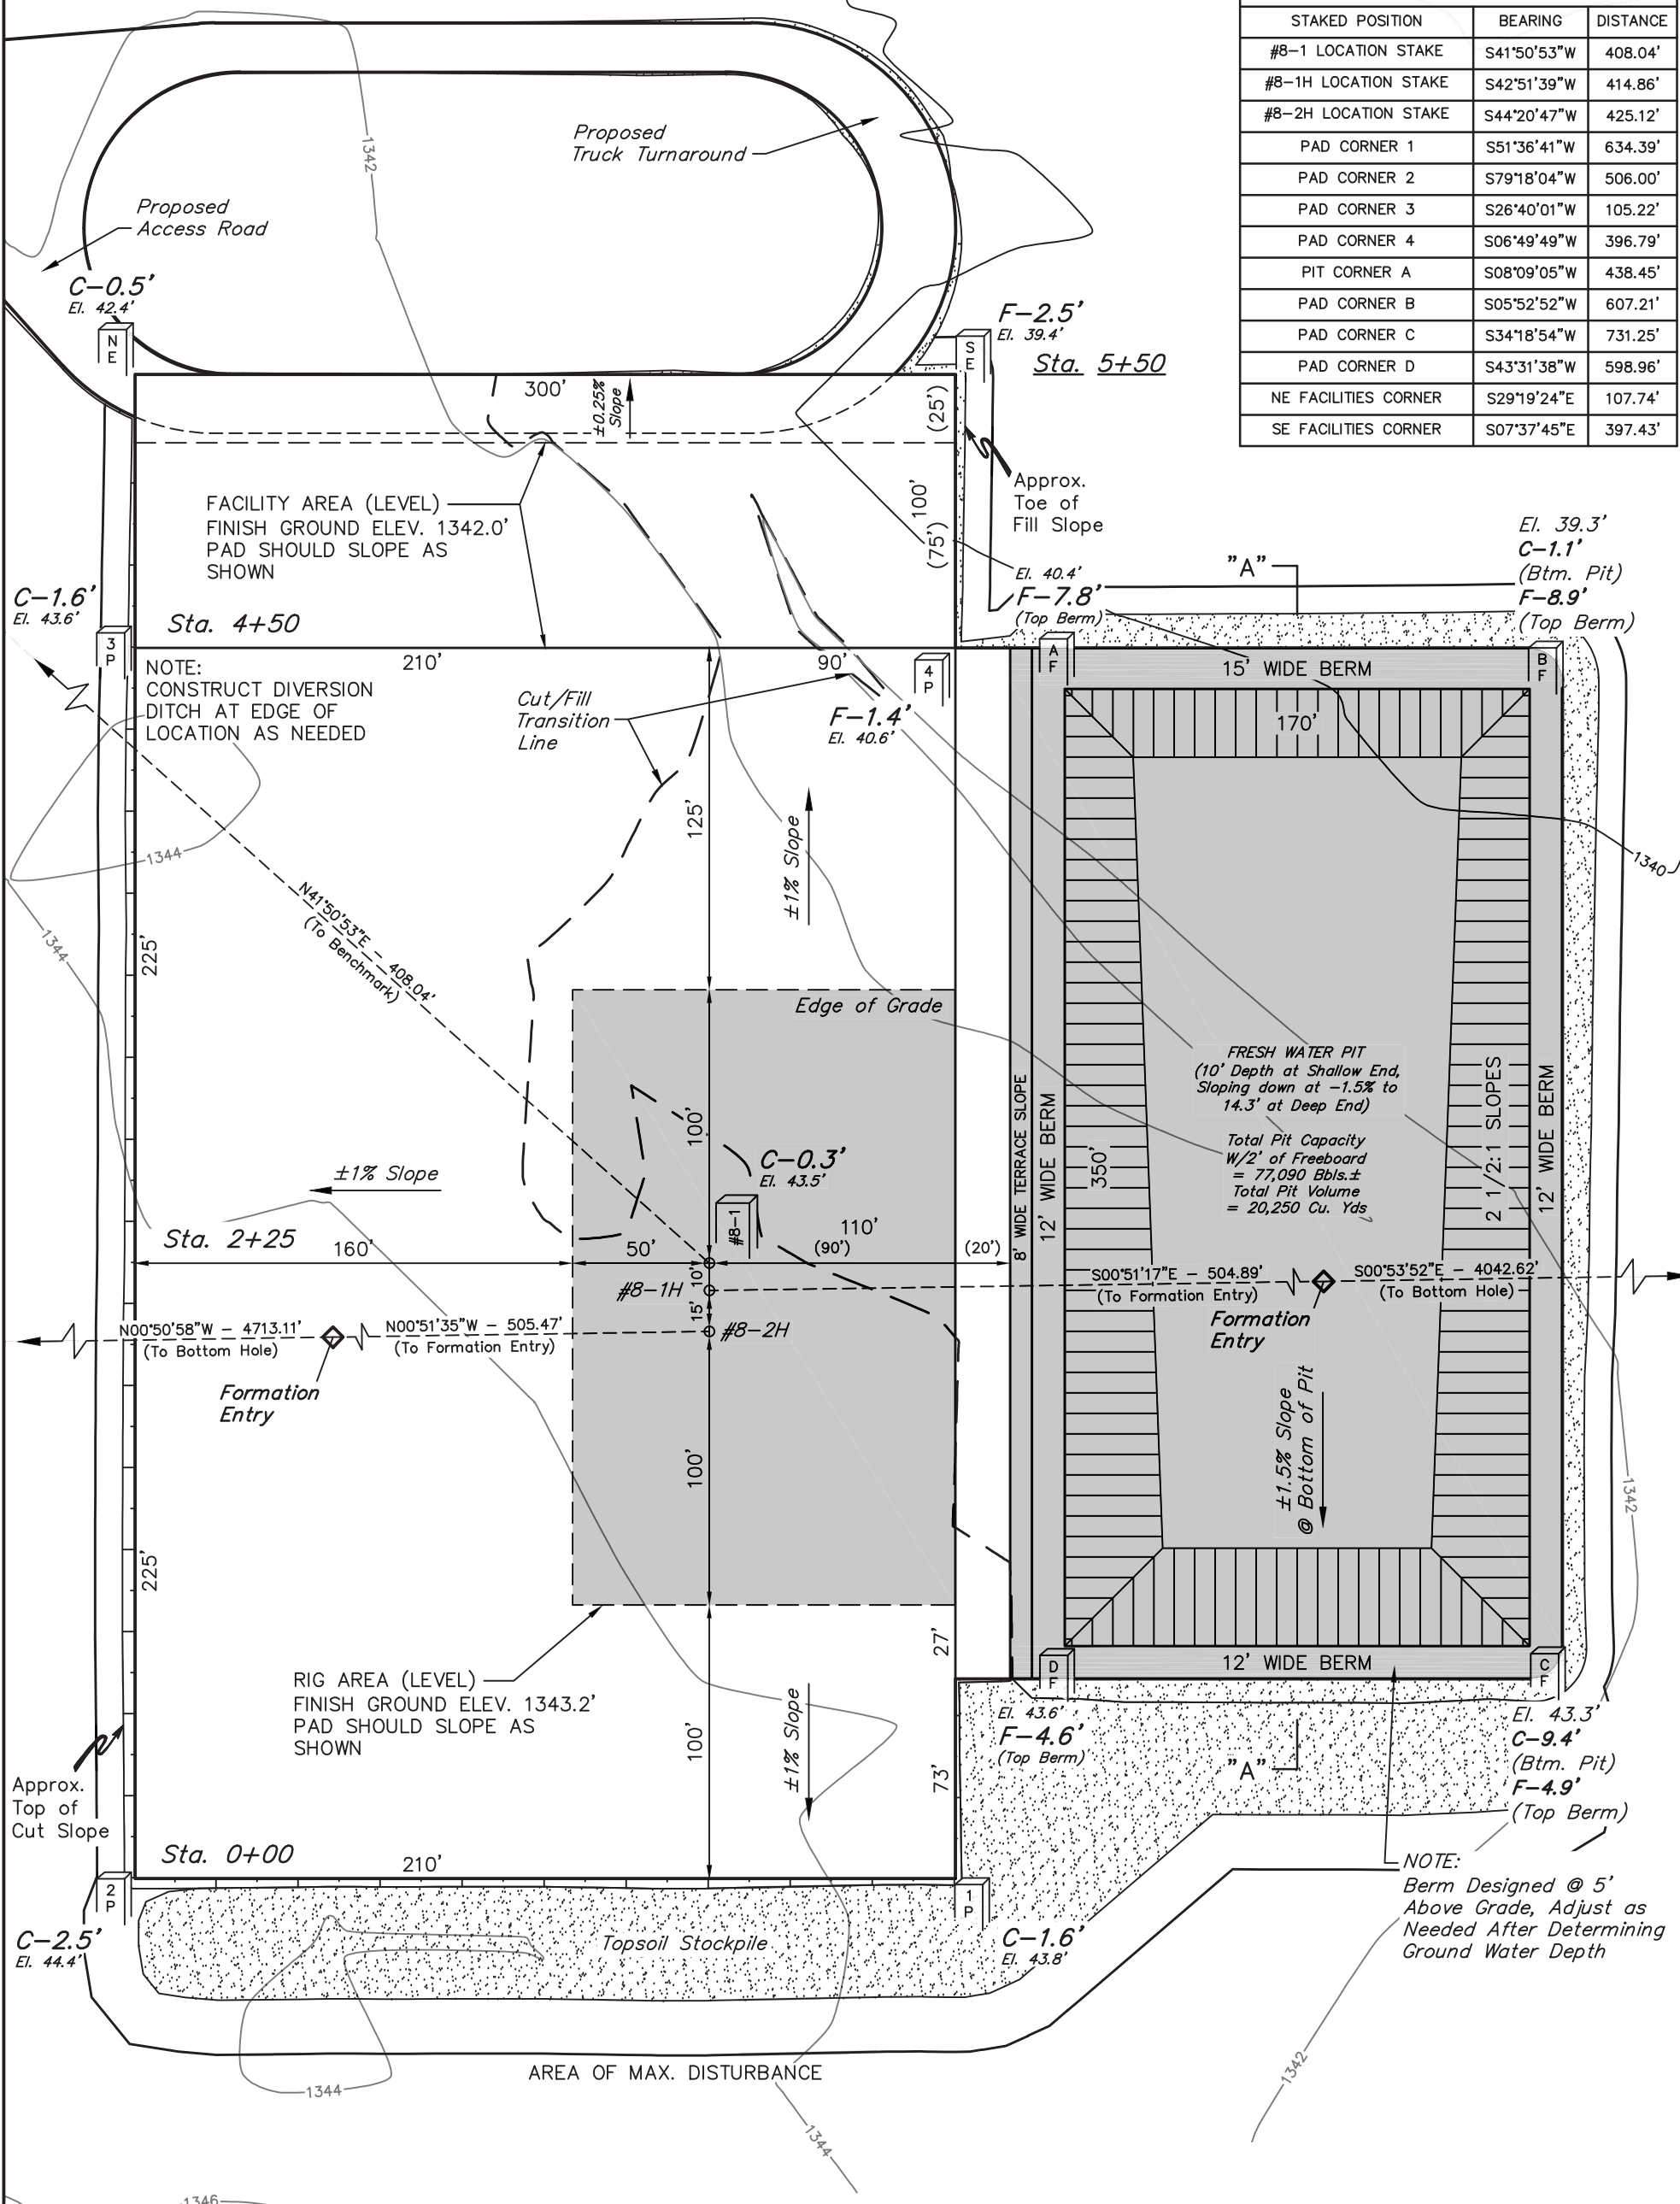 STAKED POSITION BEARING DISTANCE
#8-1 LOCATION STAKE S41°50'53"W 408.04'
#8-1H LOCATION STAKE S42°51'39"W 414.86'
#8-2H LOCATION STAKE S44°20'47"W 425.12'
PAD CORNER 1 S51°36'41"W 634.39'
PAD CORNER 2 S79°18'04"W 506.00'
PAD CORNER 3 S26°40'01"W 105.22'
PAD CORNER 4 S06°49'49"W 396.79'
PIT CORNER A S08°09'05"W 438.45'
PAD CORNER B S05°52'52"W 607.21'
PAD CORNER C S34°18'54"W 731.25'
PAD CORNER D S43°31'38"W 598.96'
NE FACILITIES CORNER S29°19'24"E 107.74'
SE FACILITIES CORNER S07°37'45"E 397.43'
1342
Proposed
Truck Turnaround
Proposed
Access Road
C-0.5'
El. 42.4'
N
E
F-2.5'
El. 39.4'
S
E
Sta. 5+50
300'
±0.25%
Slope
(25')
100'
(75')
Approx.
Toe of
Fill Slope
FACILITY AREA (LEVEL)
FINISH GROUND ELEV. 1342.0'
PAD SHOULD SLOPE AS
SHOWN
C-1.6'
El. 43.6'
Sta. 4+50
3
P
El. 40.4'
F-7.8'
(Top Berm)
"A"
El. 39.3'
C-1.1'
(Btm. Pit)
F-8.9'
(Top Berm)
NOTE:
CONSTRUCT DIVERSION
DITCH AT EDGE OF
LOCATION AS NEEDED
210'
90'
4
P
A
F
15' WIDE BERM
B
F
Cut/Fill
Transition
Line
F-1.4'
El. 40.6'
170'
125'
±1% Slope
1344
1340
1344
225'
N41°50'53"E - 408.04'
(To Benchmark)
Edge of Grade
FRESH WATER PIT
(10' Depth at Shallow End,
Sloping down at -1.5% to
14.3' at Deep End)
Total Pit Capacity
W/2' of Freeboard
= 77,090 Bbls.±
Total Pit Volume
= 20,250 Cu. Yds
8' WIDE TERRACE SLOPE
12' WIDE BERM
350'
2 1/2:1 SLOPES
12' WIDE BERM
100'
C-0.3'
El. 43.5'
±1% Slope
#8-1
Sta. 2+25
160'
50'
110'
(90')
(20')
10'
#8-1H
15'
#8-2H
S00°51'17"E - 504.89'
(To Formation Entry)
S00°53'52"E - 4042.62'
(To Bottom Hole)
Formation
Entry
N00°50'58"W - 4713.11'
(To Bottom Hole)
N00°51'35"W - 505.47'
(To Formation Entry)
Formation
Entry
±1.5% Slope
@ Bottom of Pit
100'
225'
1342
27'
12' WIDE BERM
D
F
C
F
RIG AREA (LEVEL)
FINISH GROUND ELEV. 1343.2'
PAD SHOULD SLOPE AS
SHOWN
100'
±1% Slope
73'
El. 43.6'
F-4.6'
(Top Berm)
"A"
El. 43.3'
C-9.4'
(Btm. Pit)
F-4.9'
(Top Berm)
Approx.
Top of
Cut Slope
Sta. 0+00
210'
2
P
1
P
C-2.5'
El. 44.4'
Topsoil Stockpile
C-1.6'
El. 43.8'
NOTE:
Berm Designed @ 5'
Above Grade, Adjust as
Needed After Determining
Ground Water Depth
AREA OF MAX. DISTURBANCE
1344
1342
1344
1346